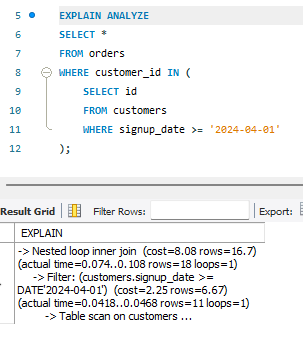 5 EXPLAIN ANALYZE
6 SELECT *
7 FROM orders
8 WHERE customer_id IN (
9 SELECT id
10 FROM customers
11 WHERE signup_date >= '2024-04-01'
12 );
Result Grid Filter Rows: Export:
EXPLAIN
-> Nested loop inner join (cost=8.08 rows=16.7)
(actual time=0.074..0.108 rows=18 loops=1)
-> Filter: (customers.signup_date >=
DATE'2024-04-01') (cost=2.25 rows=6.67)
(actual time=0.0418..0.0468 rows=11 loops=1)
-> Table scan on customers ...